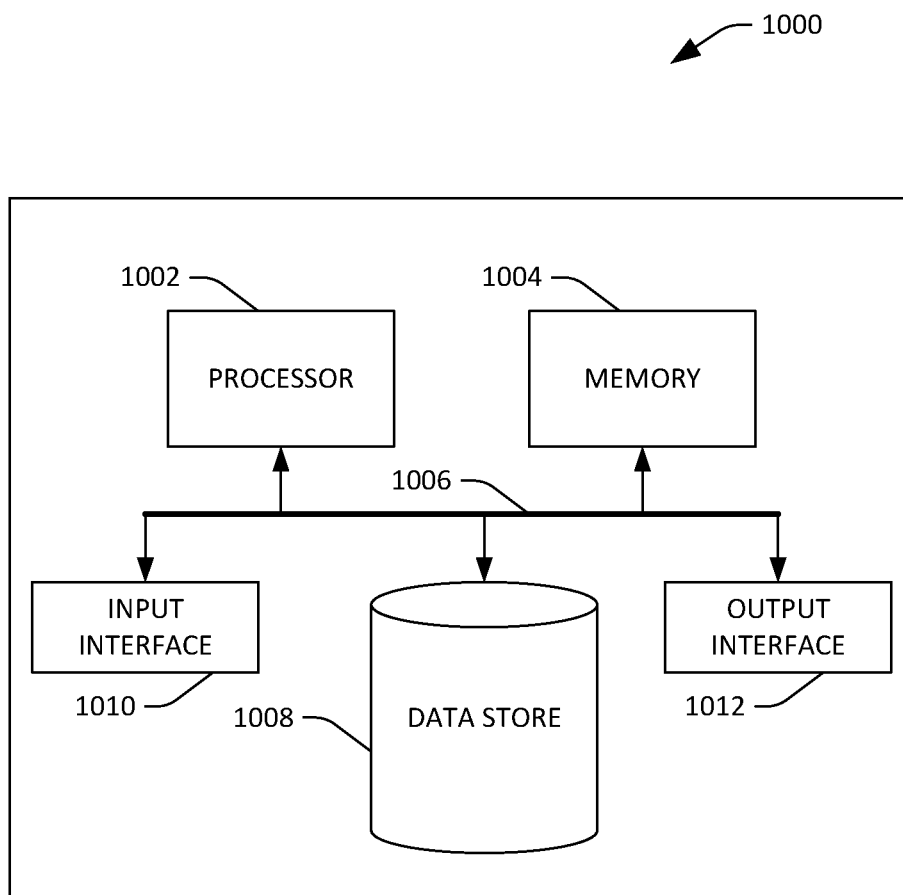 1000
1002
1004
PROCESSOR
MEMORY
1006
INPUT
INTERFACE
OUTPUT
INTERFACE
1010
1008
DATA STORE
1012